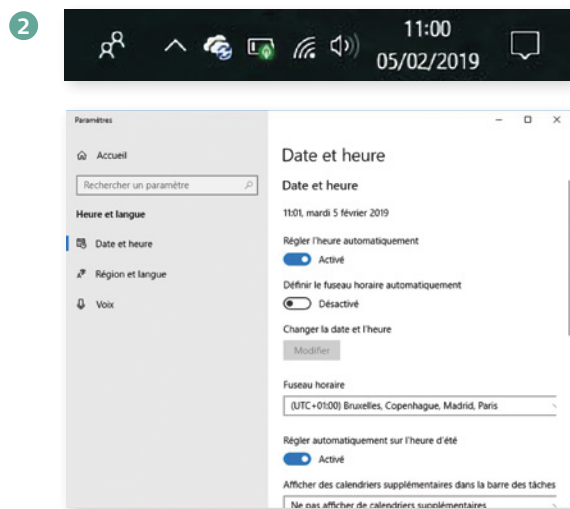 2
11:00
05/02/2019
Paramètres
Accueil
Rechercher un paramètre
Heure et langue
Date et heure
Région et langue
Voix
Date et heure
Date et heure
11:01, mardi 5 février 2019
Régler l'heure automatiquement
Activé
Définir le fuseau horaire automatiquement
Désactivé
Changer la date et l'heure
Modifier
Fuseau horaire
(UTC+01:00) Bruxelles, Copenhague, Madrid, Paris
Régler automatiquement sur l'heure d'été
Activé
Afficher des calendriers supplémentaires dans la barre des tâches
Ne pas afficher de calendriers supplémentaires